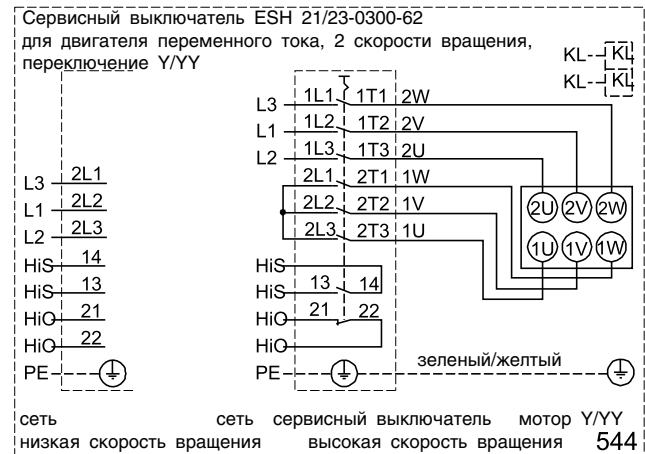 Сервисный выключатель ESH 21/23-0300-62
для двигателя переменного тока, 2 скорости вращения,
переключение Y/YY
KL KL
KL KL
L3 1L1 1T1 2W
L1 1L2 1T2 2V
L2 1L3 1T3 2U
L3 2L1 2L1 2T1 1W
L1 2L2 2L2 2T2 1V
L2 2L3 2L3 2T3 1U
2U 2V 2W
1U 1V 1W
HiS 14 HiS
HiS 13 HiS 13 14
HiO 21 HiO 21 22
HiO 22 HiO
PE PE зеленый/желтый
сеть сеть сервисный выключатель мотор Y/YY
низкая скорость вращения высокая скорость вращения 544